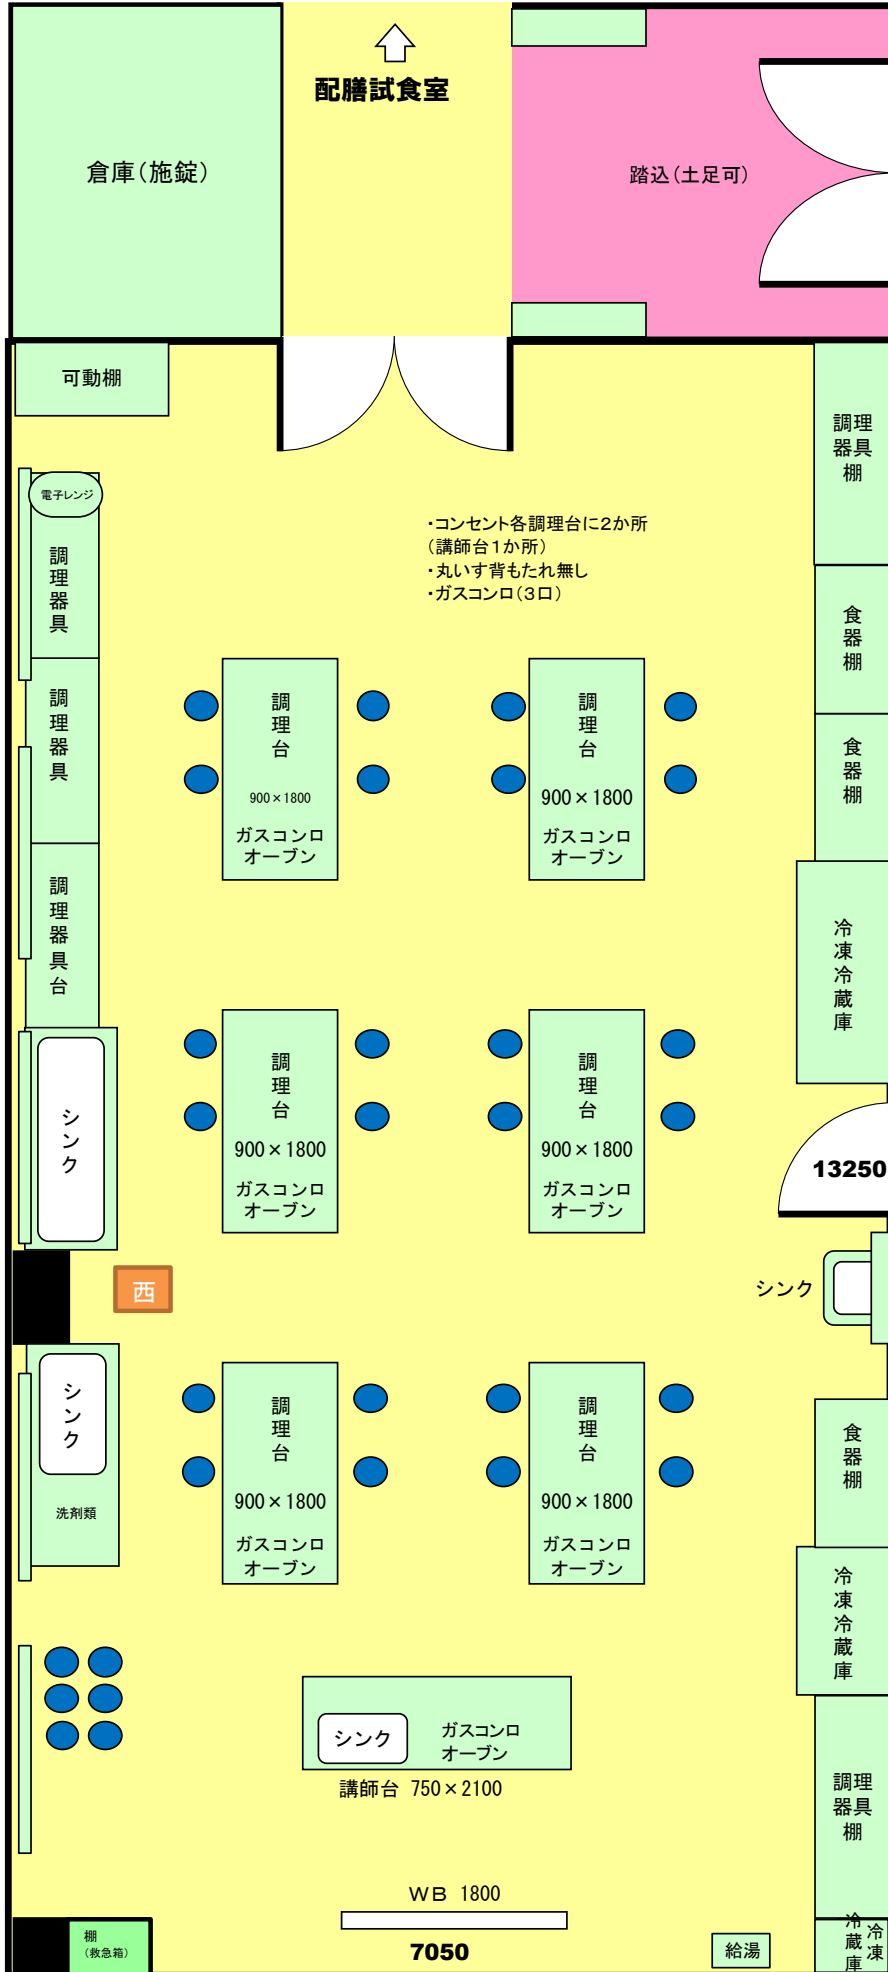 配膳試食室
倉庫(施錠)
踏込(土足可)
可動棚
調理
器具
棚
電子レンジ
調理器具
・コンセント各調理台に2か所
(講師台1か所)
・丸いす背もたれ無し
・ガスコンロ(3口)
食器棚
調理器具
調理台
900×1800
ガスコンロ
オーブン
調理台
900×1800
ガスコンロ
オーブン
食器棚
調理器具台
冷凍冷蔵庫
シンク
調理台
900×1800
ガスコンロ
オーブン
調理台
900×1800
ガスコンロ
オーブン
13250
西
シンク
シンク
洗剤類
調理台
900×1800
ガスコンロ
オーブン
調理台
900×1800
ガスコンロ
オーブン
食器棚
冷凍冷蔵庫
シンク
ガスコンロ
オーブン
講師台 750×2100
調理
器具
棚
WB 1800
7050
棚
(救急箱)
給湯
冷凍
冷蔵庫